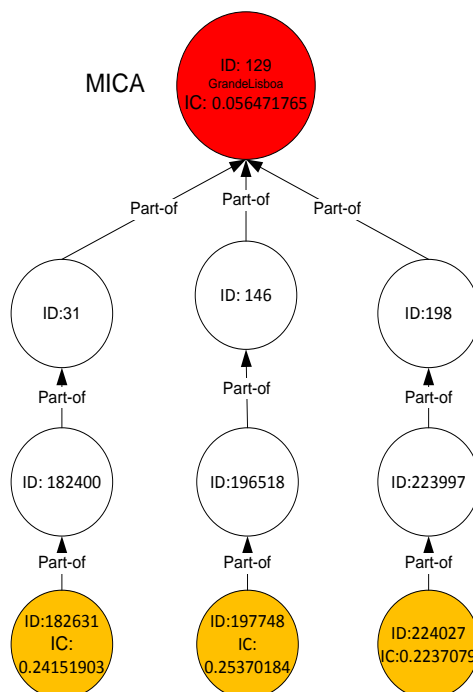 MICA
ID: 129
GrandeLisboa
IC: 0.056471765
Part-of
Part-of
Part-of
ID:31
ID: 146
ID:198
Part-of
Part-of
Part-of
ID: 182400
ID:196518
ID:223997
Part-of
Part-of
Part-of
ID:182631
IC:
0.24151903
ID:197748
IC:
0.25370184
ID:224027
IC:0.2237079